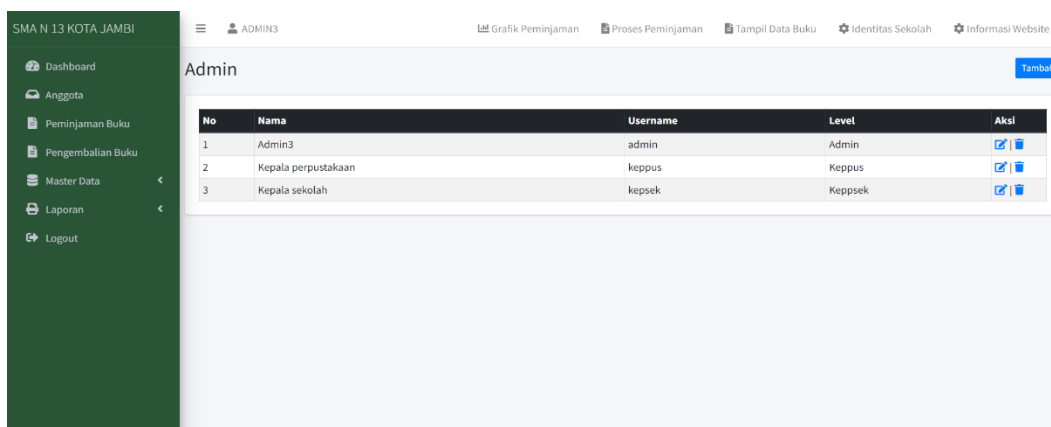 SMA N 13 KOTA JAMBI
ADMIN3 Grafik Peminjaman Proses Peminjaman Tampil Data Buku Identitas Sekolah Informasi Website
Dashboard
Anggota
Peminjaman Buku
Pengembalian Buku
Master Data
Laporan
Logout
Admin
No Nama Username Level Aksi
1 Admin3 admin Admin |
2 Kepala perpustakaan keppus Keppus |
3 Kepala sekolah kepsek Keppsek |